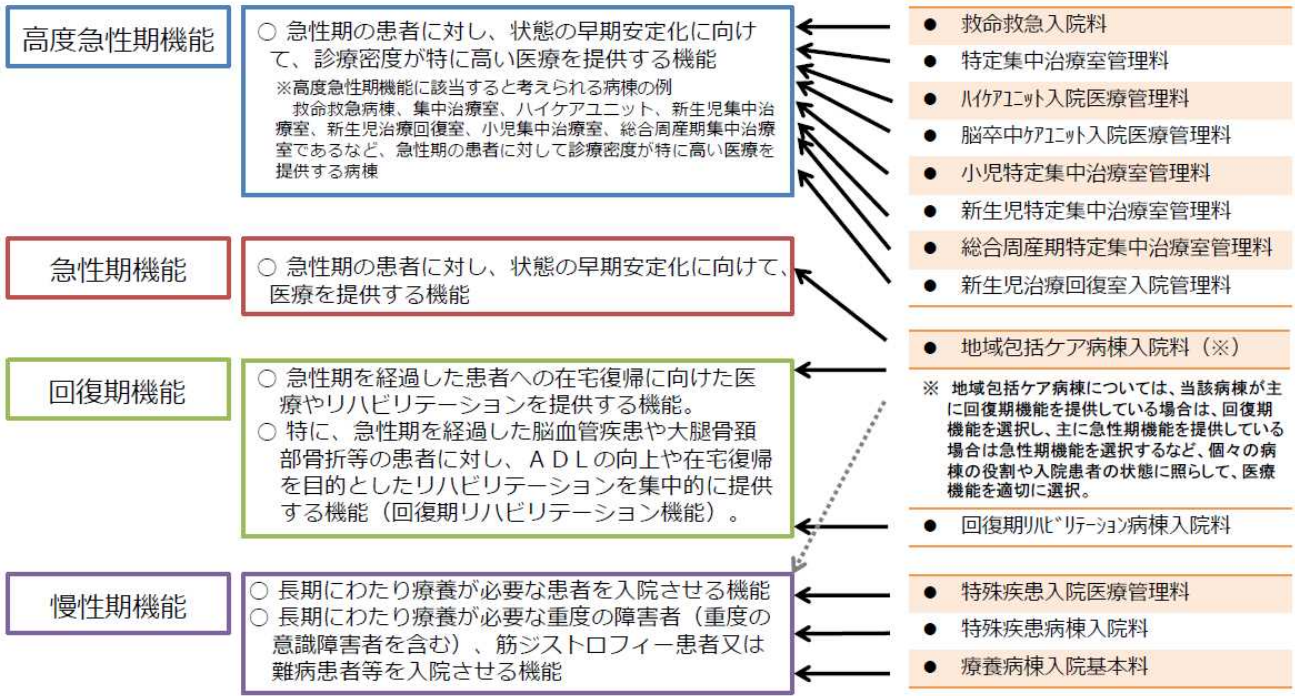 高度急性期機能
○ 急性期の患者に対し、状態の早期安定化に向け
て、診療密度が特に高い医療を提供する機能
※高度急性期機能に該当すると考えられる病棟の例
救命救急病棟、集中治療室、ハイケアユニット、新生児集中治
療室、新生児治療回復室、小児集中治療室、総合周産期集中治療
室であるなど、急性期の患者に対して診療密度が特に高い医療を
提供する病棟
● 救命救急入院料
● 特定集中治療室管理料
● ﾊｲｹｱﾕﾆｯﾄ入院医療管理料
● 脳卒中ｹｱﾕﾆｯﾄ入院医療管理料
● 小児特定集中治療室管理料
● 新生児特定集中治療室管理料
● 総合周産期特定集中治療室管理料
● 新生児治療回復室入院管理料
急性期機能
○ 急性期の患者に対し、状態の早期安定化に向けて、
医療を提供する機能
● 地域包括ケア病棟入院料（※）
※ 地域包括ケア病棟については、当該病棟が主
に回復期機能を提供している場合は、回復期
機能を選択し、主に急性期機能を提供している
場合は急性期機能を選択するなど、個々の病
棟の役割や入院患者の状態に照らして、医療
機能を適切に選択。
回復期機能
○ 急性期を経過した患者への在宅復帰に向けた医
療やリハビリテーションを提供する機能。
○ 特に、急性期を経過した脳血管疾患や大腿骨頚
部骨折等の患者に対し、ＡＤＬの向上や在宅復帰
を目的としたリハビリテーションを集中的に提供
する機能（回復期リハビリテーション機能）。
● 回復期ﾘﾊﾋﾞﾘﾃｰｼｮﾝ病棟入院料
慢性期機能
○ 長期にわたり療養が必要な患者を入院させる機能
○ 長期にわたり療養が必要な重度の障害者（重度の
意識障害者を含む）、筋ジストロフィー患者又は
難病患者等を入院させる機能
● 特殊疾患入院医療管理料
● 特殊疾患病棟入院料
● 療養病棟入院基本料